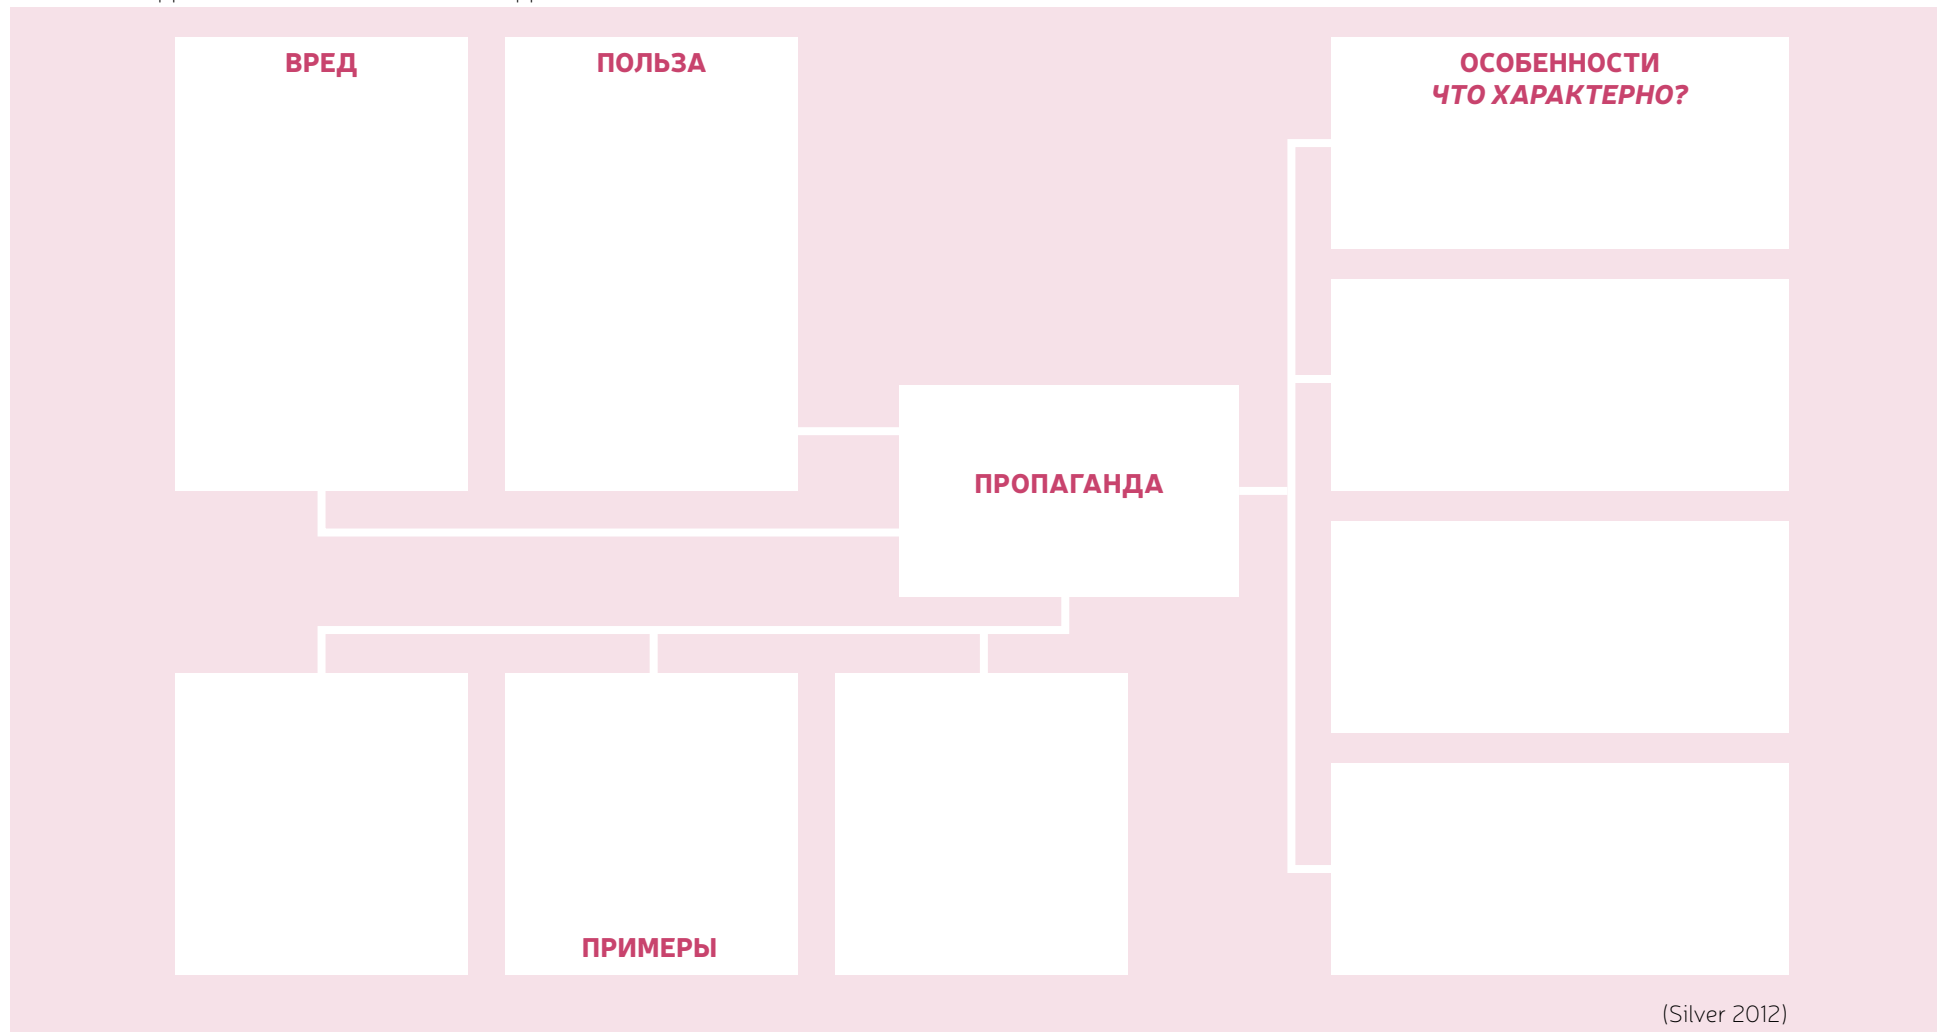 ВРЕД
ПОЛЬЗА
ОСОБЕННОСТИ
ЧТО ХАРАКТЕРНО?
ПРОПАГАНДА
ПРИМЕРЫ
(Silver 2012)